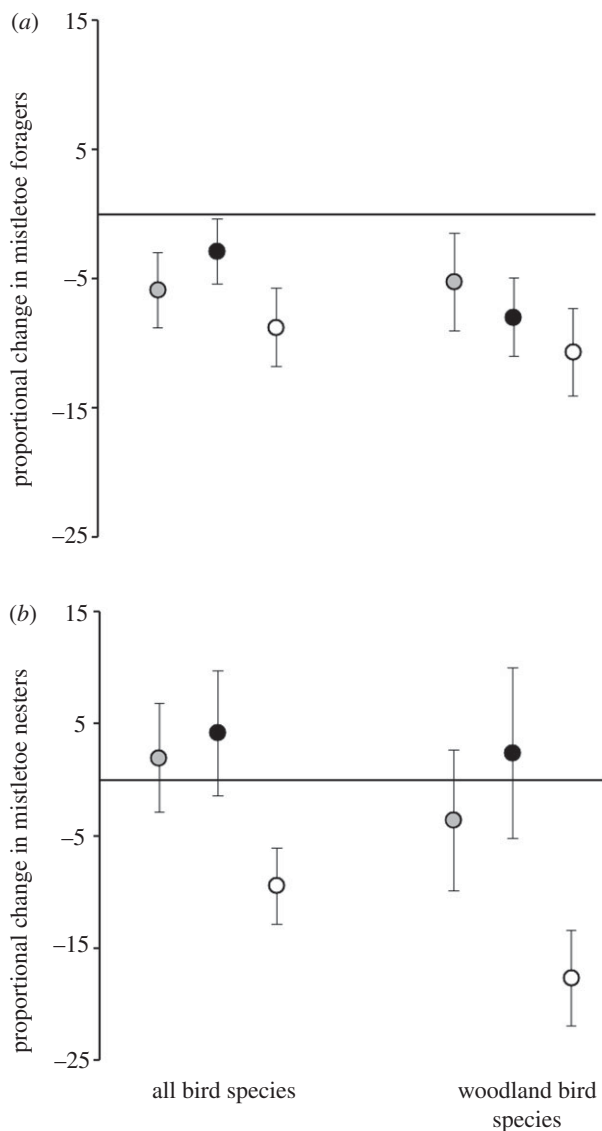 (a)
15
5
–5
–15
–25
proportional change in mistletoe foragers
(b)
15
5
–5
–15
–25
proportional change in mistletoe nesters
all bird species
woodland bird
species